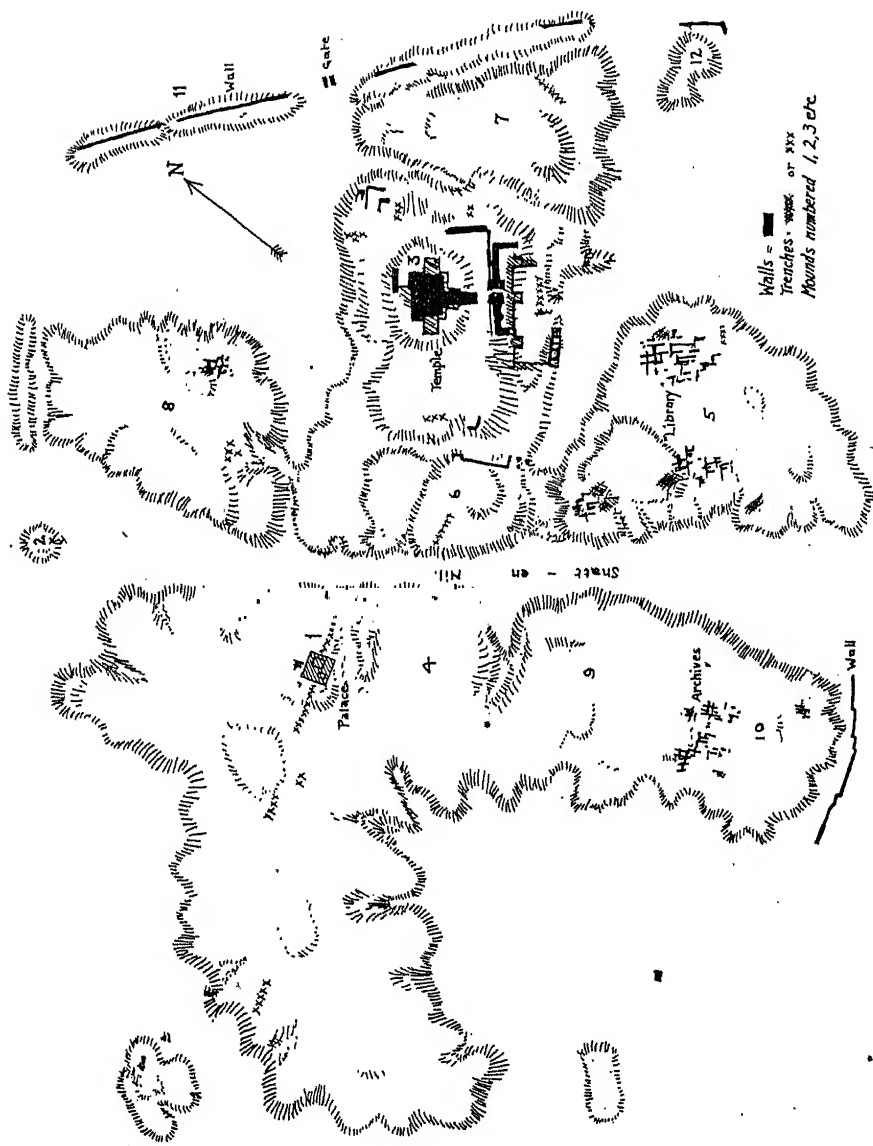 11
Wall
Gate
N
12
7
Walls =
Trenches = xxxx or xxx
Mounds numbered 1, 2, 3 etc
3
Temple
8
Library
5
6
2
Shatt - en Nil.
1
Palace
4
9
Archives
10
Wall